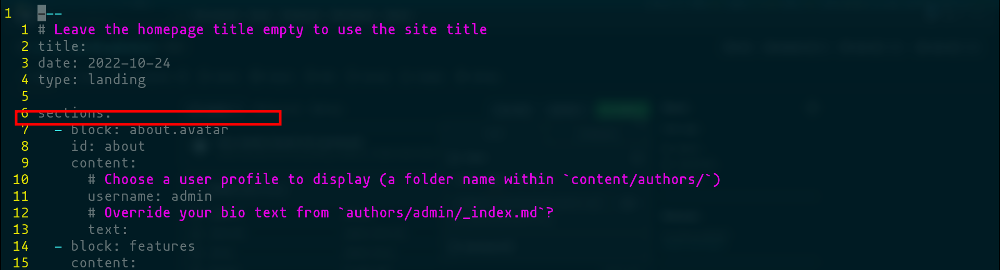 1 ---
1 # Leave the homepage title empty to use the site title
2 title:
3 date: 2022-10-24
4 type: landing
5
6 sections:
7 - block: about.avatar
8 id: about
9 content:
10 # Choose a user profile to display (a folder name within `content/authors/`)
11 username: admin
12 # Override your bio text from `authors/admin/_index.md`?
13 text:
14 - block: features
15 content: